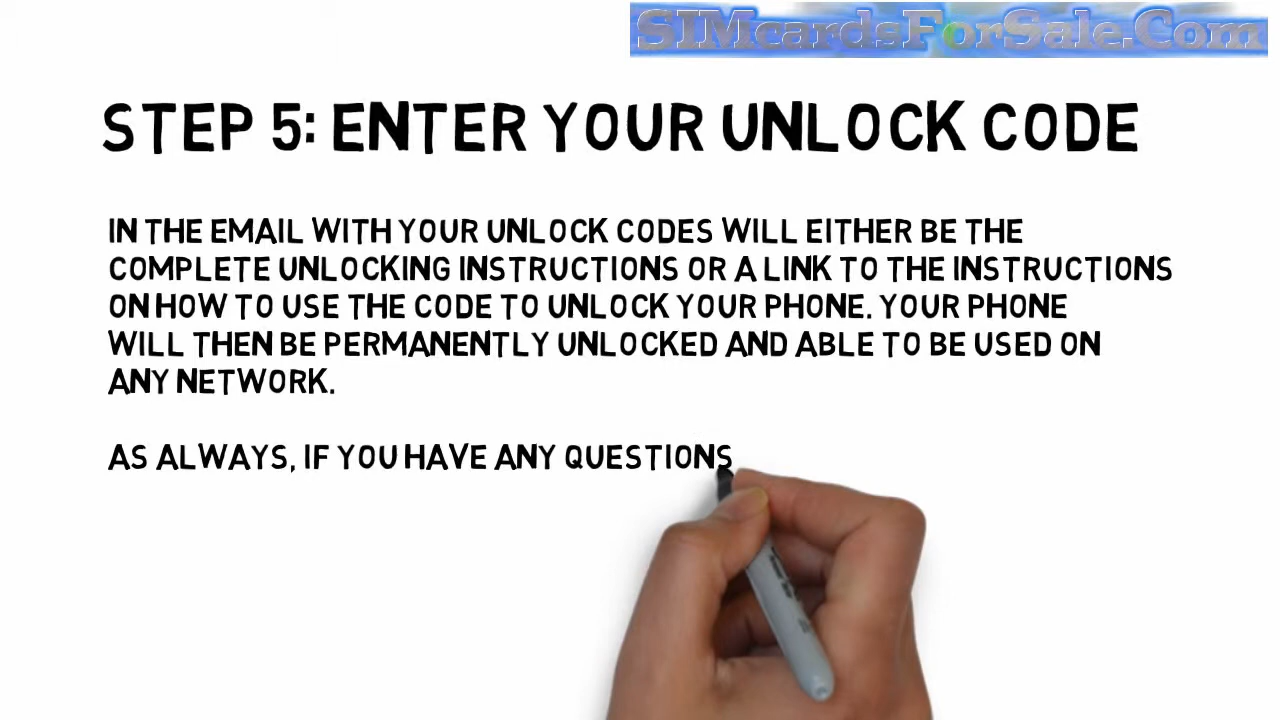 SIMcardsForSale.Com
STEP 5: ENTER YOUR UNLOCK CODE
IN THE EMAIL WITH YOUR UNLOCK CODES WILL EITHER BE THE
COMPLETE UNLOCKING INSTRUCTIONS OR A LINK TO THE INSTRUCTIONS
ON HOW TO USE THE CODE TO UNLOCK YOUR PHONE. YOUR PHONE
WILL THEN BE PERMANENTLY UNLOCKED AND ABLE TO BE USED ON
ANY NETWORK.
AS ALWAYS, IF YOU HAVE ANY QUESTIONS